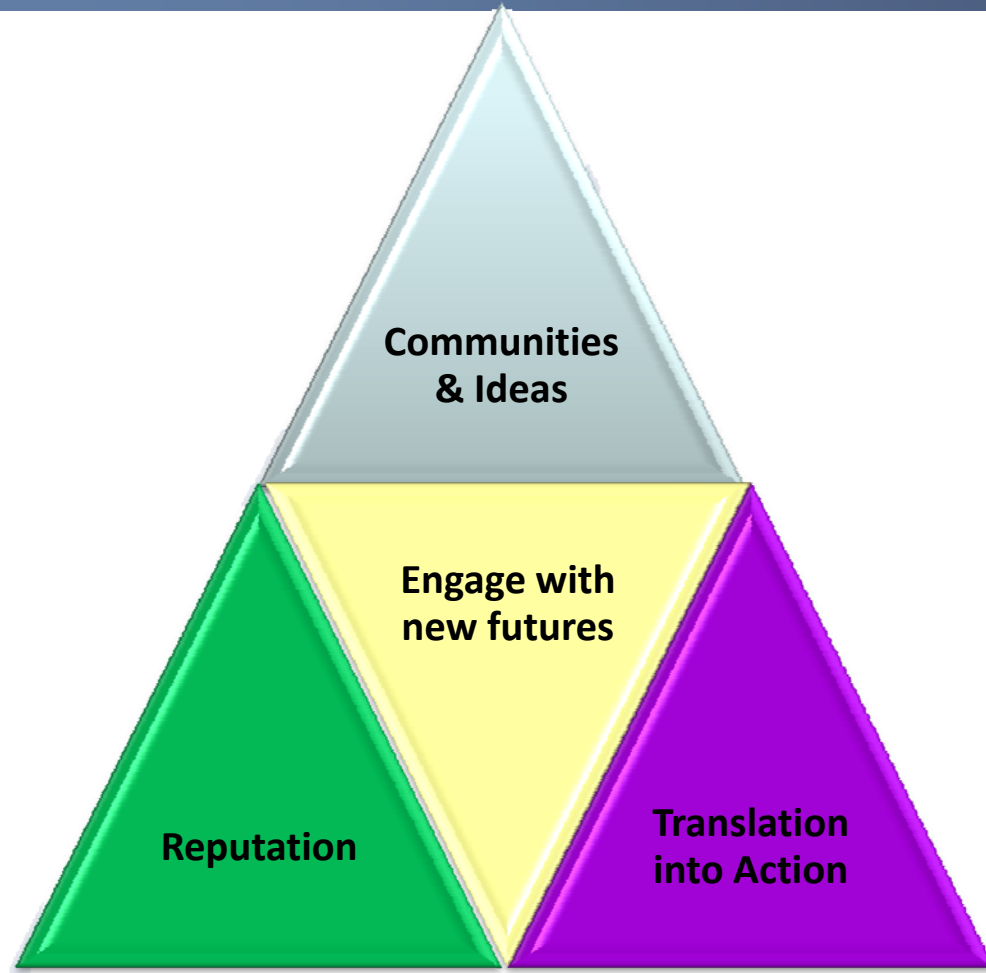 Communities
& Ideas
Engage with
new futures
Reputation
Translation
into Action